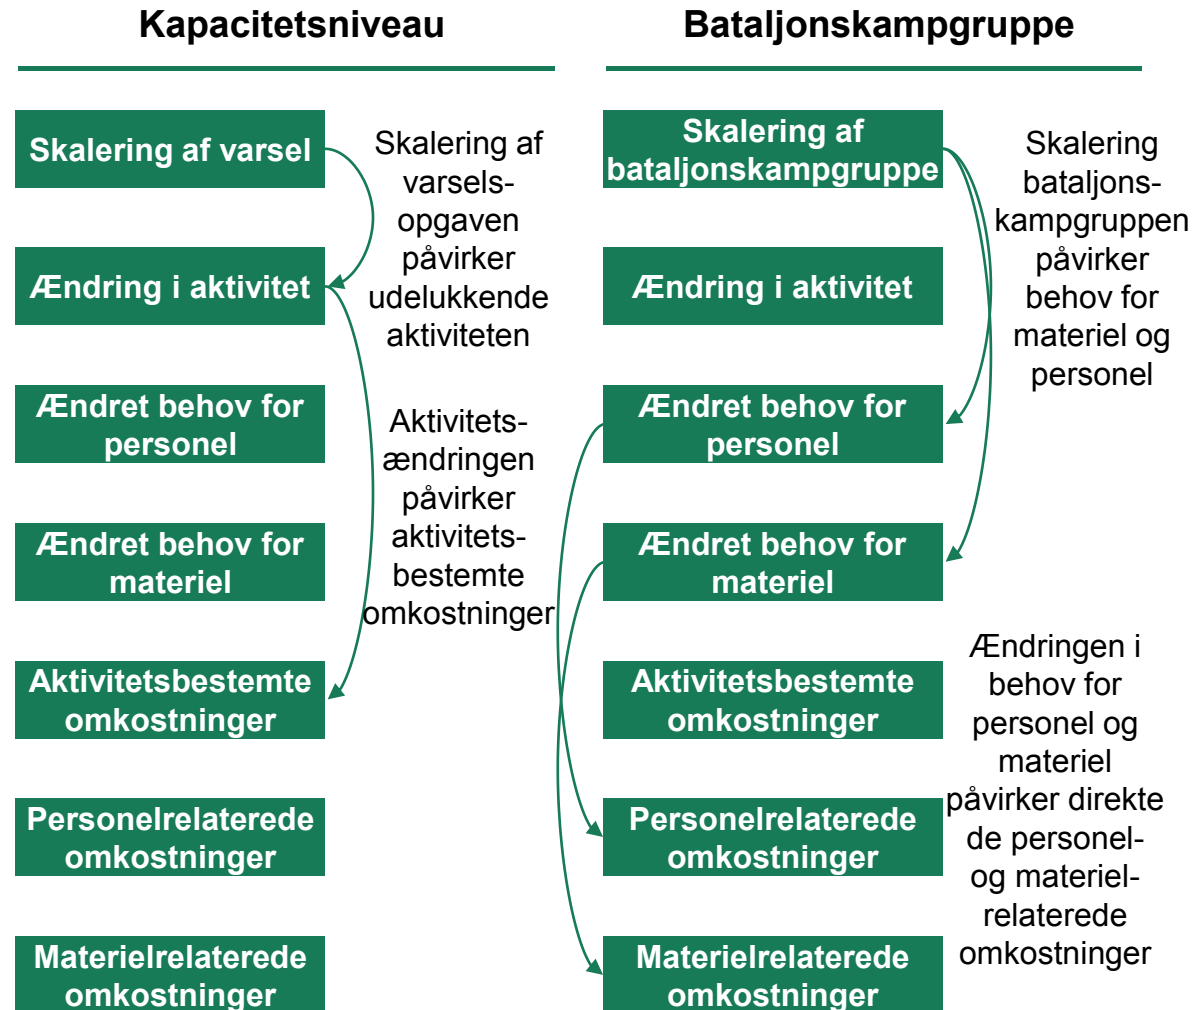 Kapacitetsniveau
Skalering af varsel
Ændring i aktivitet
Ændret behov for
personel
Ændret behov for
materiel
Aktivitetsbestemte
omkostninger
Personelrelaterede
omkostninger
Materielrelaterede
omkostninger
Skalering af
varsels-
opgaven
påvirker
udelukkende
aktiviteten
Aktivitets-
ændringen
påvirker
aktivitets-
bestemte
omkostninger
Bataljonskampgruppe
Skalering af
bataljonskampgruppe
Ændring i aktivitet
Ændret behov for
personel
Ændret behov for
materiel
Aktivitetsbestemte
omkostninger
Personelrelaterede
omkostninger
Materielrelaterede
omkostninger
Skalering
bataljons-
kampgruppen
påvirker
behov for
materiel og
personel
Ændringen i
behov for
personel og
materiel
påvirker direkte
de personel-
og materiel-
relaterede
omkostninger